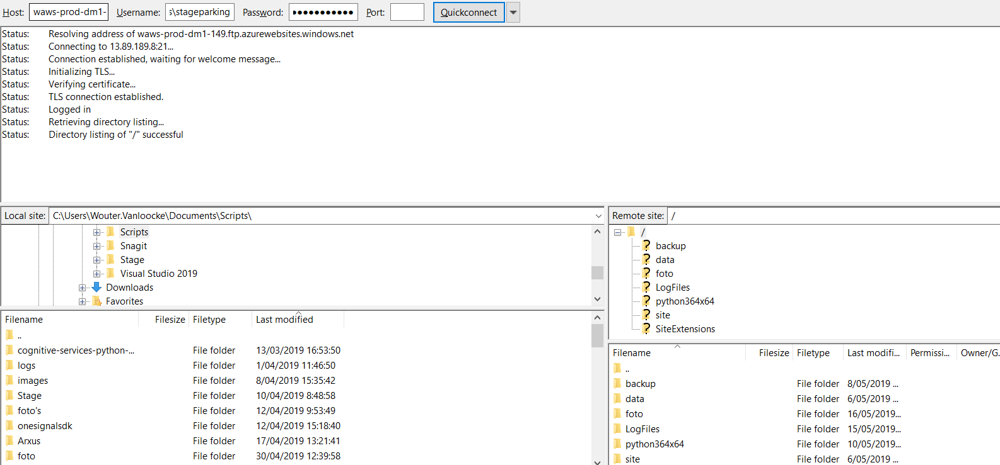 Host: waws-prod-dm1- Username: s\stageparking Password: ●●●●●●●●●●● Port: Quickconnect
Status: Resolving address of waws-prod-dm1-149.ftp.azurewebsites.windows.net
Status: Connecting to 13.89.189.8:21...
Status: Connection established, waiting for welcome message...
Status: Initializing TLS...
Status: Verifying certificate...
Status: TLS connection established.
Status: Logged in
Status: Retrieving directory listing...
Status: Directory listing of "/" successful
Local site: C:\Users\Wouter.Vanloocke\Documents\Scripts\
Scripts
Snagit
Stage
Visual Studio 2019
Downloads
Favorites
Filename Filesize Filetype Last modified
..
cognitive-services-python-... File folder 13/03/2019 16:53:50
logs File folder 1/04/2019 11:46:50
images File folder 8/04/2019 15:35:42
Stage File folder 10/04/2019 8:48:58
foto's File folder 12/04/2019 9:53:49
onesignalsdk File folder 12/04/2019 15:18:40
Arxus File folder 17/04/2019 13:21:41
foto File folder 30/04/2019 12:39:58
Remote site: /
/
? backup
? data
? foto
? LogFiles
? python364x64
? site
? SiteExtensions
Filename Filesize Filetype Last modifi... Permissi... Owner/G.
..
backup File folder 8/05/2019 ...
data File folder 6/05/2019 ...
foto File folder 16/05/2019...
LogFiles File folder 15/05/2019...
python364x64 File folder 10/05/2019...
site File folder 6/05/2019 ...